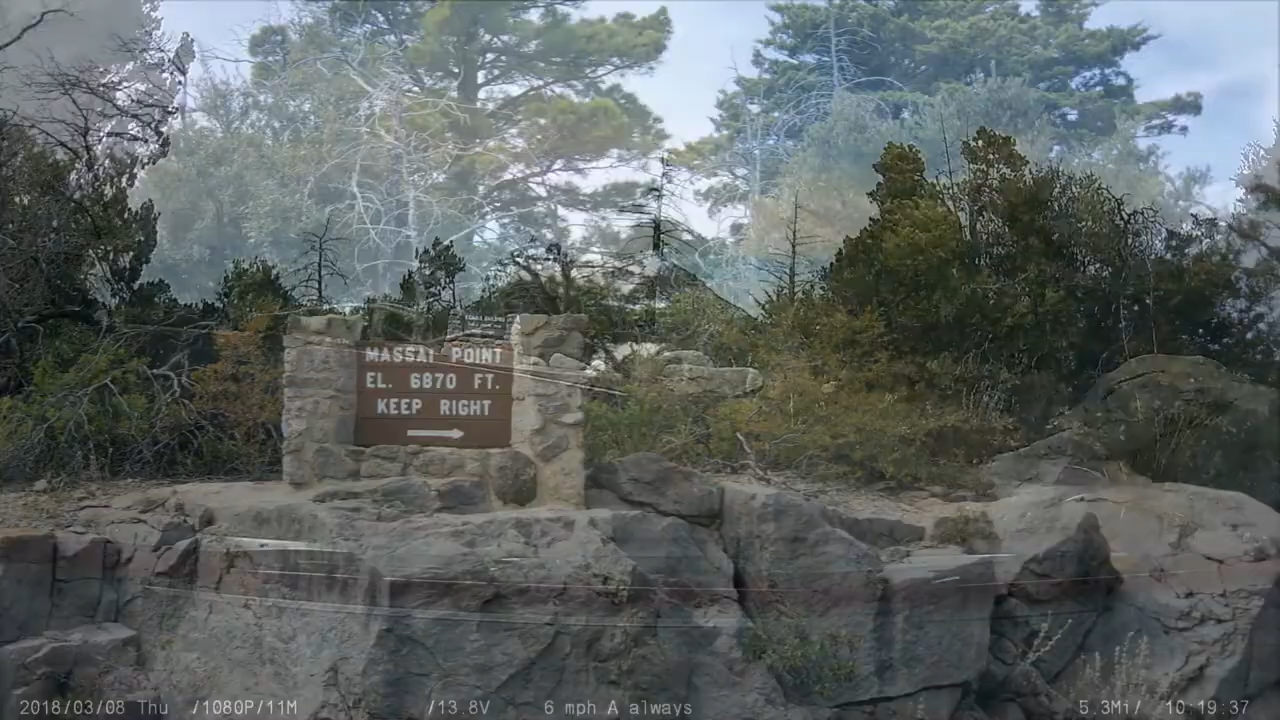 MASSAI POINT
EL. 6870 FT.
KEEP RIGHT
2018/03/08 Thu /1080P/11M /13.8V 6 mph A always 5.3Mi/ 10:19:37